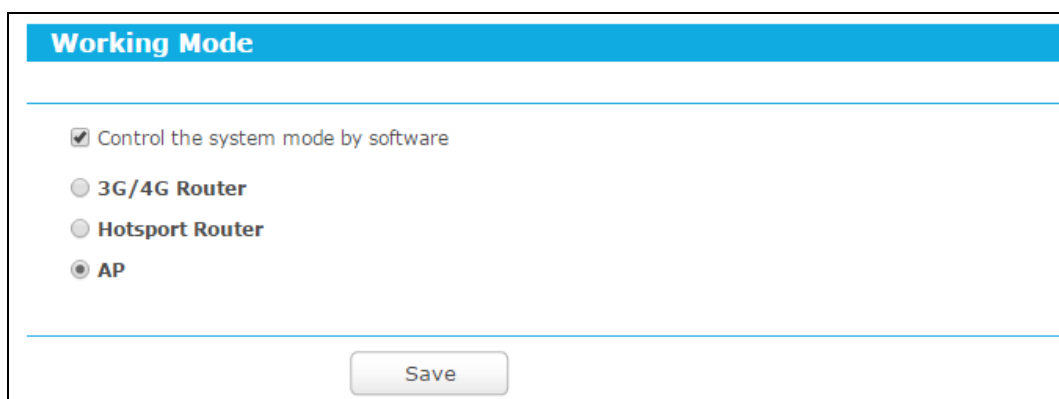 Working Mode
Control the system mode by software
3G/4G Router
Hotsport Router
AP
Save